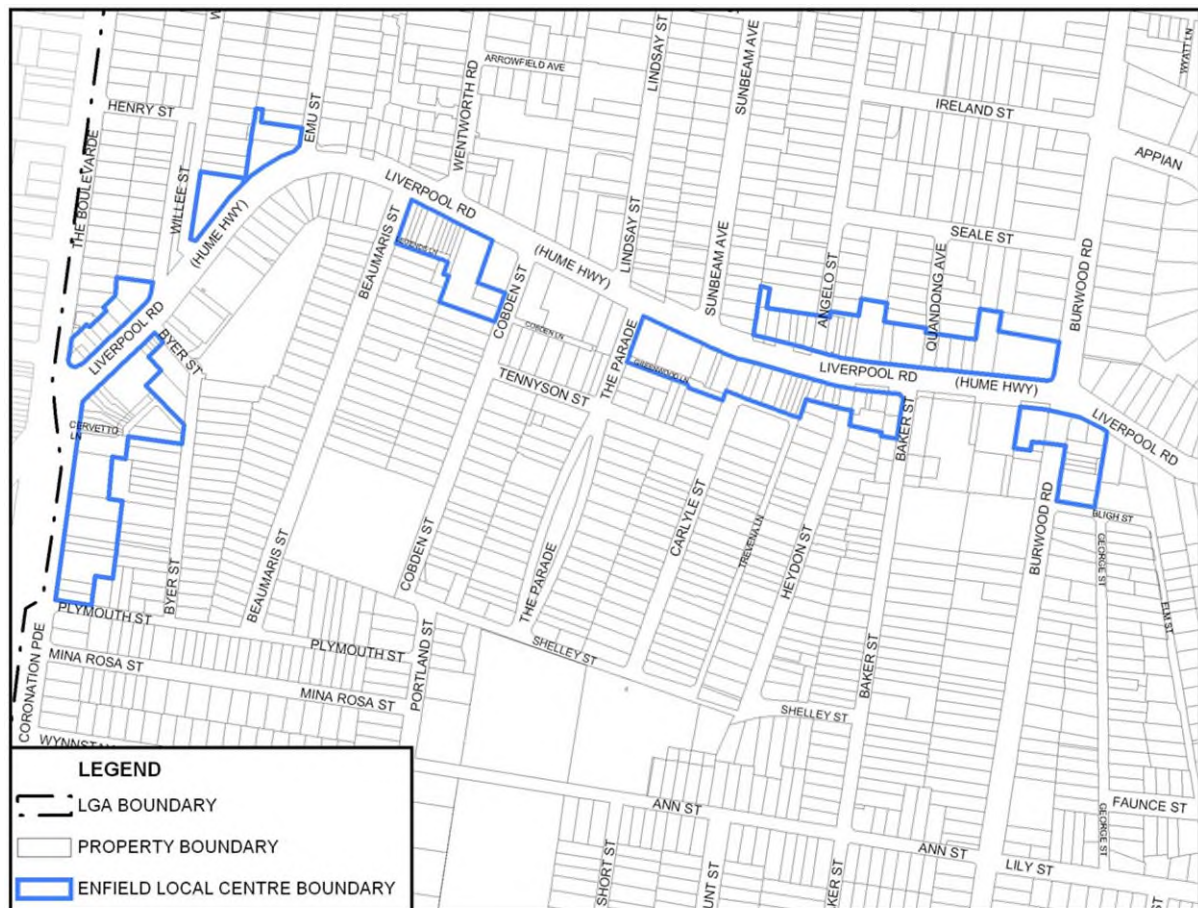 HENRY ST
EMU ST
ARROWFIELD AVE
WENTWORTH RD
LINDSAY ST
SUNBEAM AVE
IRELAND ST
WYATT LN
APPIAN
THE BOULEVARDE
WILLEE ST
LIVERPOOL RD
(HUME HWY)
BEAUMARIS ST
LIVERPOOL RD
(HUME HWY)
COBDEN ST
LINDSAY ST
SUNBEAM AVE
ANGELO ST
SEALE ST
QUANDONG AVE
BURWOOD RD
BYER ST
COBDEN LN
TENNYSON ST
THE PARADE
GREENWOOD LN
LIVERPOOL RD
(HUME HWY)
BAKER ST
LIVERPOOL RD
CERVETTO
LN
CARLYLE ST
TREVENA LN
HEYDON ST
BURWOOD RD
BLIGH ST
GEORGE ST
ELM ST
BYER ST
BEAUMARIS ST
COBDEN ST
THE PARADE
PLYMOUTH ST
PLYMOUTH ST
PORTLAND ST
SHELLEY ST
BAKER ST
CORONATION PDE
MINA ROSA ST
MINA ROSA ST
SHELLEY ST
ANN ST
FAUNCE ST
GEORGE ST
SHORT ST
ANN ST
LILY ST
LEGEND
LGA BOUNDARY
PROPERTY BOUNDARY
ENFIELD LOCAL CENTRE BOUNDARY